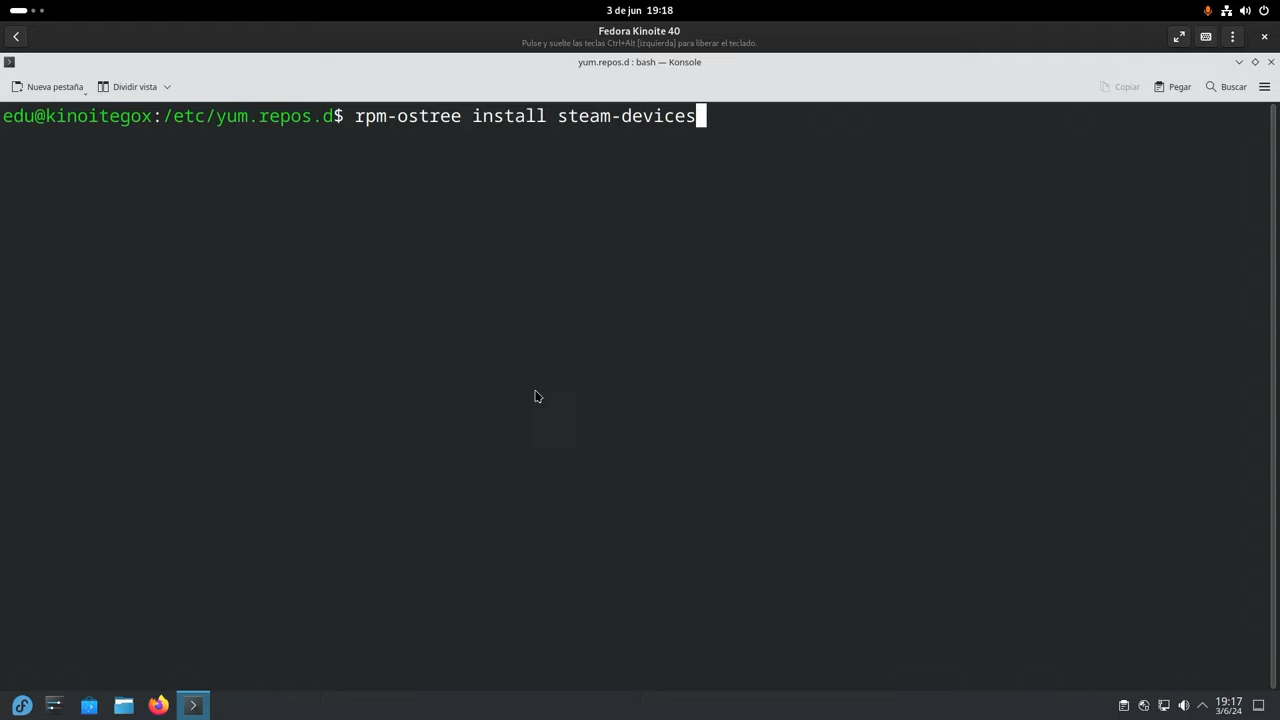 3 de jun 19:18
Fedora Kinoite 40
Pulse y suelte las teclas Ctrl+Alt [izquierda] para liberar el teclado.
yum.repos.d : bash — Konsole
Nueva pestaña
Dividir vista
Copiar
Pegar
Buscar
edu@kinoitegox:/etc/yum.repos.d$ rpm-ostree install steam-devices
19:17
3/6/24